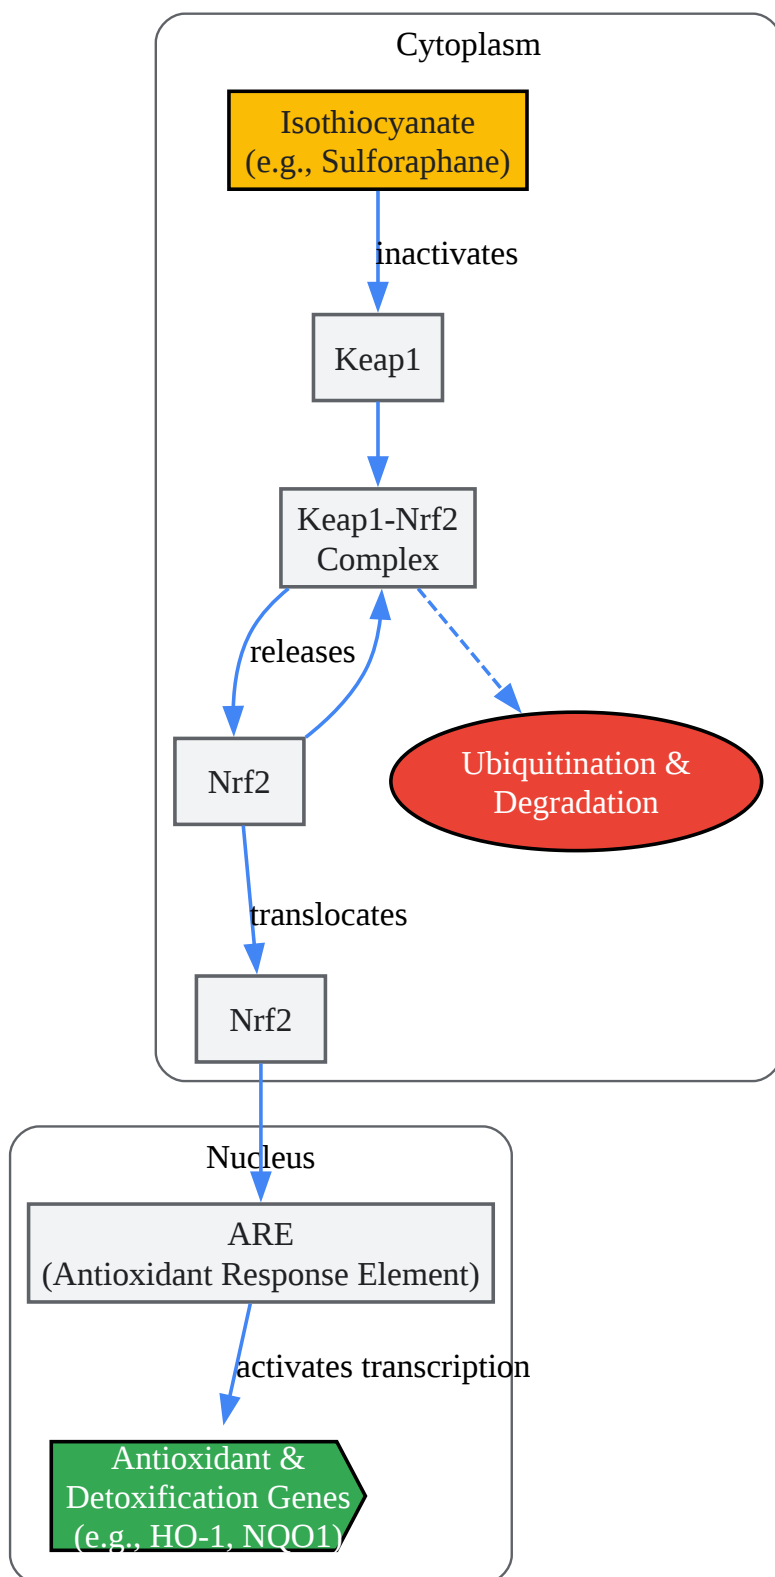 Cytoplasm
Isothiocyanate
(e.g., Sulforaphane)
inactivates
Keap1
Keap1-Nrf2
Complex
releases
Nrf2
Ubiquitination &
Degradation
translocates
Nrf2
Nucleus
ARE
(Antioxidant Response Element)
activates transcription
Antioxidant &
Detoxification Genes
(e.g., HO-1, NQO1)